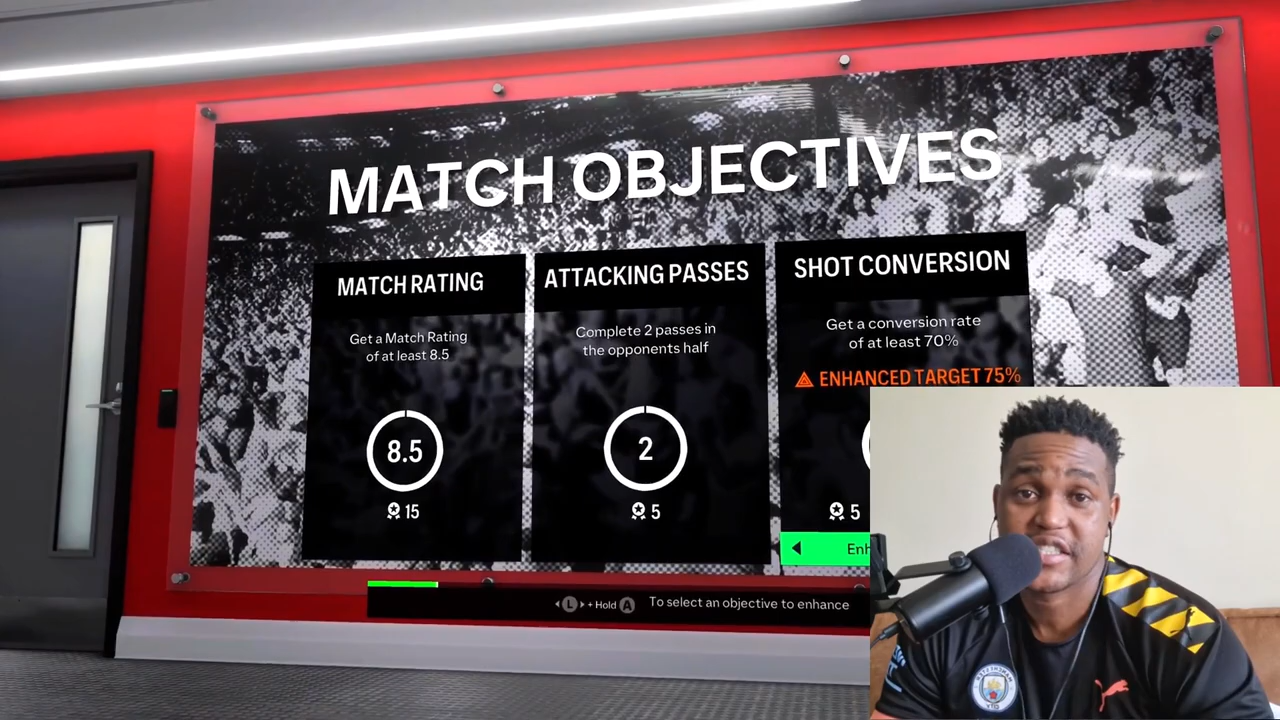 MATCH OBJECTIVES
MATCH RATING
Get a Match Rating
of at least 8.5
8.5
15
ATTACKING PASSES
Complete 2 passes in
the opponents half
2
5
SHOT CONVERSION
Get a conversion rate
of at least 70%
ENHANCED TARGET 75%
5
L + Hold A To select an objective to enhance